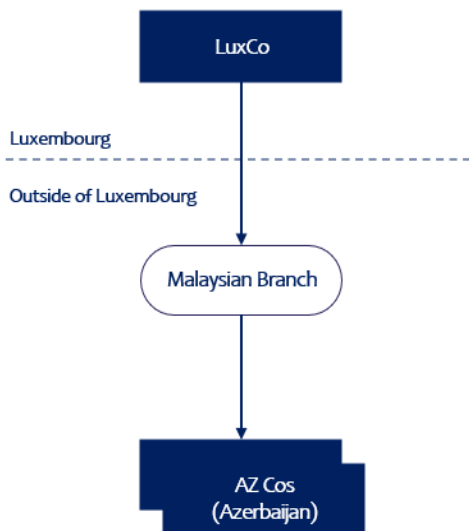 LuxCo
Luxembourg
Outside of Luxembourg
Malaysian Branch
AZ Cos
(Azerbaijan)